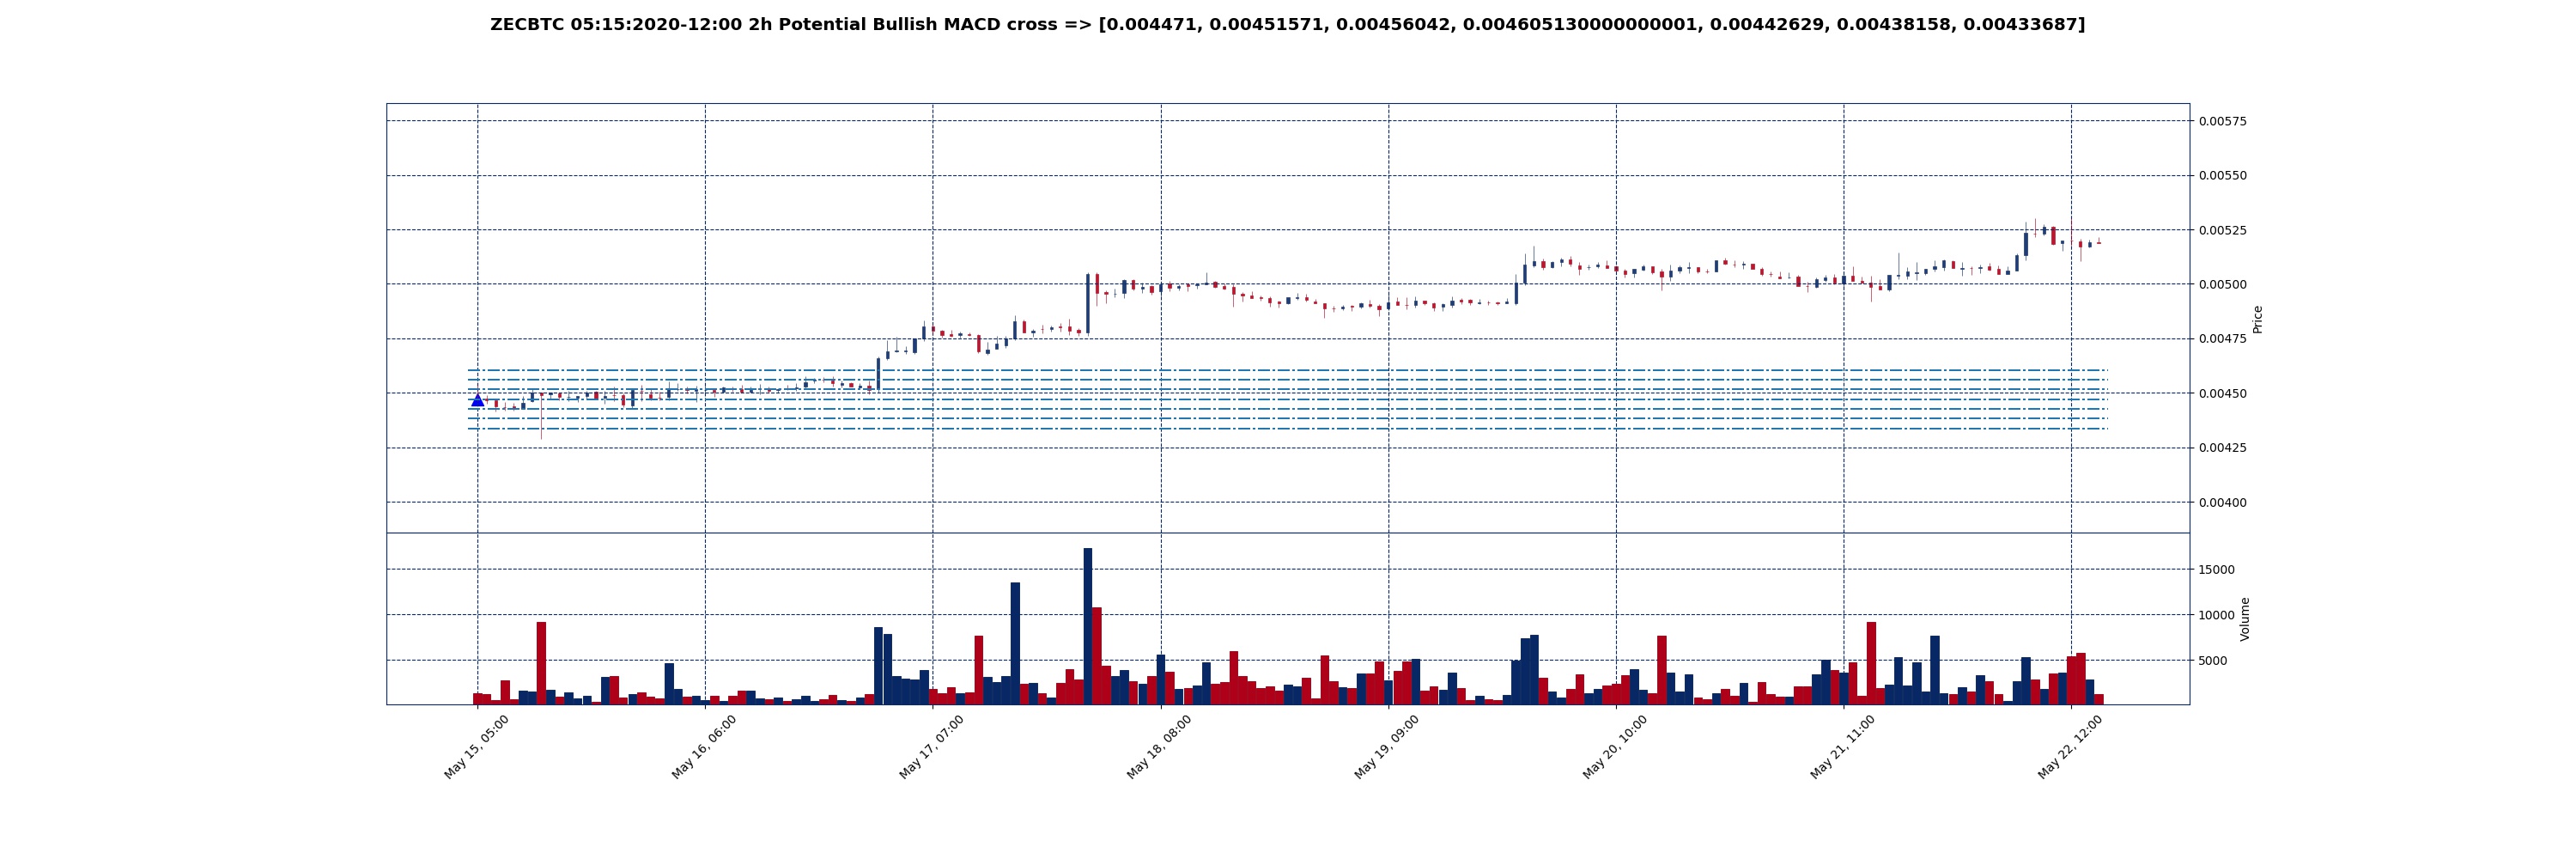 ZECBTC 05:15:2020-12:00 2h Potential Bullish MACD cross => [0.004471, 0.00451571, 0.00456042, 0.004605130000000001, 0.00442629, 0.00438158, 0.00433687]
0.00575
0.00550
0.00525
0.00500
0.00475
0.00450
0.00425
0.00400
Price
15000
10000
5000
Volume
May 15, 05:00
May 16, 06:00
May 17, 07:00
May 18, 08:00
May 19, 09:00
May 20, 10:00
May 21, 11:00
May 22, 12:00